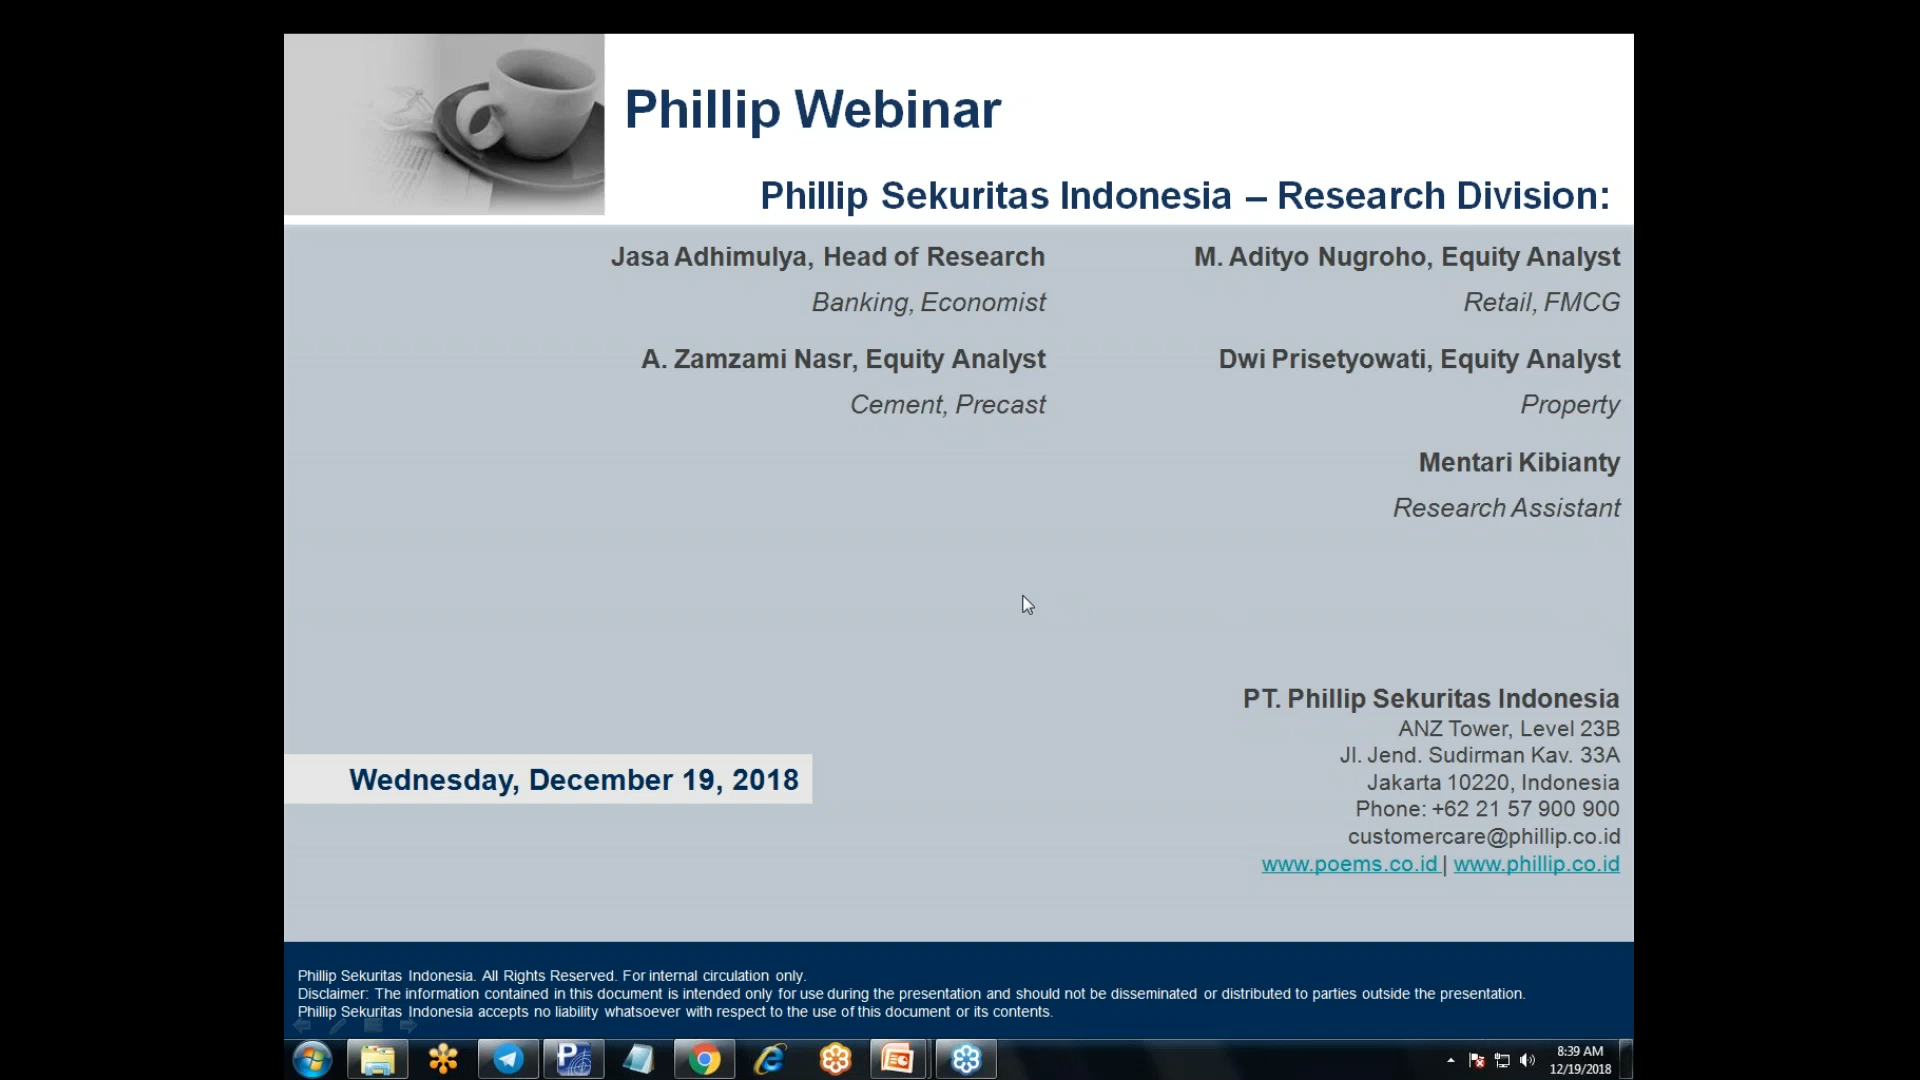 Phillip Webinar
Phillip Sekuritas Indonesia – Research Division:
Jasa Adhimulya, Head of Research
Banking, Economist
A. Zamzami Nasr, Equity Analyst
Cement, Precast
M. Adityo Nugroho, Equity Analyst
Retail, FMCG
Dwi Prisetyowati, Equity Analyst
Property
Mentari Kibianty
Research Assistant
Wednesday, December 19, 2018
PT. Phillip Sekuritas Indonesia
ANZ Tower, Level 23B
Jl. Jend. Sudirman Kav. 33A
Jakarta 10220, Indonesia
Phone: +62 21 57 900 900
customercare@phillip.co.id
www.poems.co.id | www.phillip.co.id
Phillip Sekuritas Indonesia. All Rights Reserved. For internal circulation only.
Disclaimer: The information contained in this document is intended only for use during the presentation and should not be disseminated or distributed to parties outside the presentation.
Phillip Sekuritas Indonesia accepts no liability whatsoever with respect to the use of this document or its contents.
8:39 AM
12/19/2018